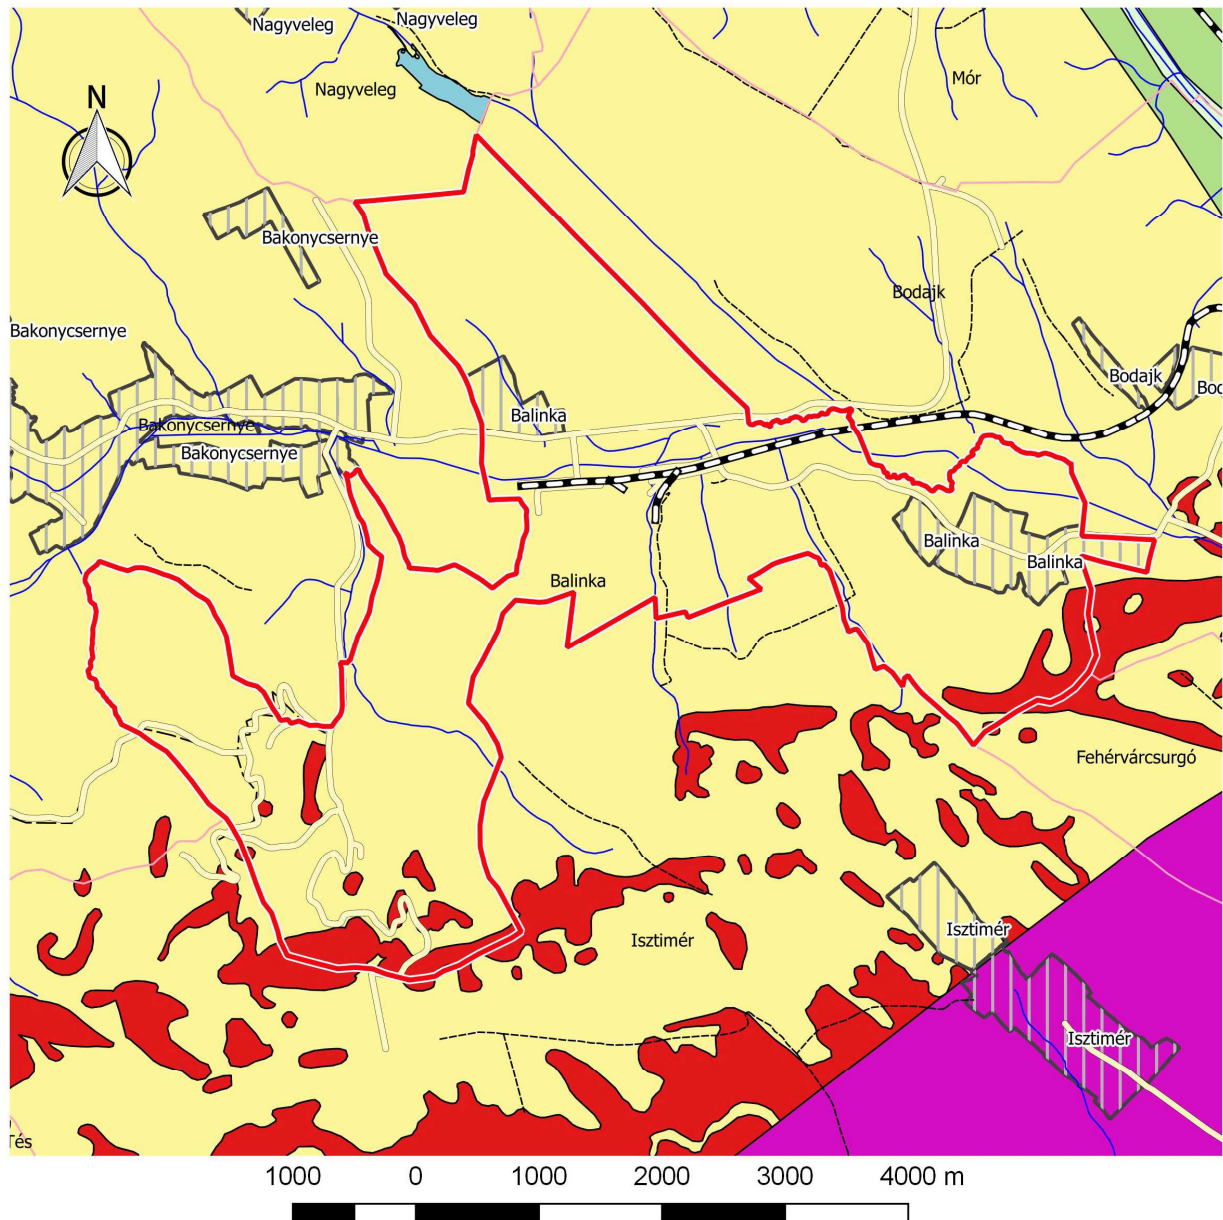 Nagyveleg
Nagyveleg
N
Nagyveleg
Mór
Bakonycsernye
Bodajk
Bakonycsernye
Bodajk
Bod
Balinka
Bakonycsernye
Bakonycsernye
Balinka
Balinka
Balinka
Fehérvárcsurgó
Isztimér
Isztimér
Isztimér
Tés
1000 0 1000 2000 3000 4000 m